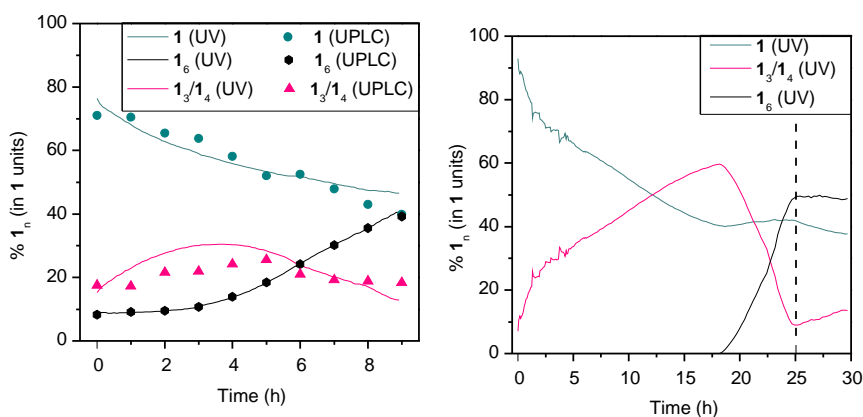 1 (UV) 1 (UPLC)
1₆ (UV) 1₆ (UPLC)
1₃/1₄ (UV) 1₃/1₄ (UPLC)
% 1ₙ (in 1 units)
100
80
60
40
20
0
0 2 4 6 8
Time (h)
1 (UV)
1₃/1₄ (UV)
1₆ (UV)
% 1ₙ (in 1 units)
100
80
60
40
20
0
0 5 10 15 20 25 30
Time (h)